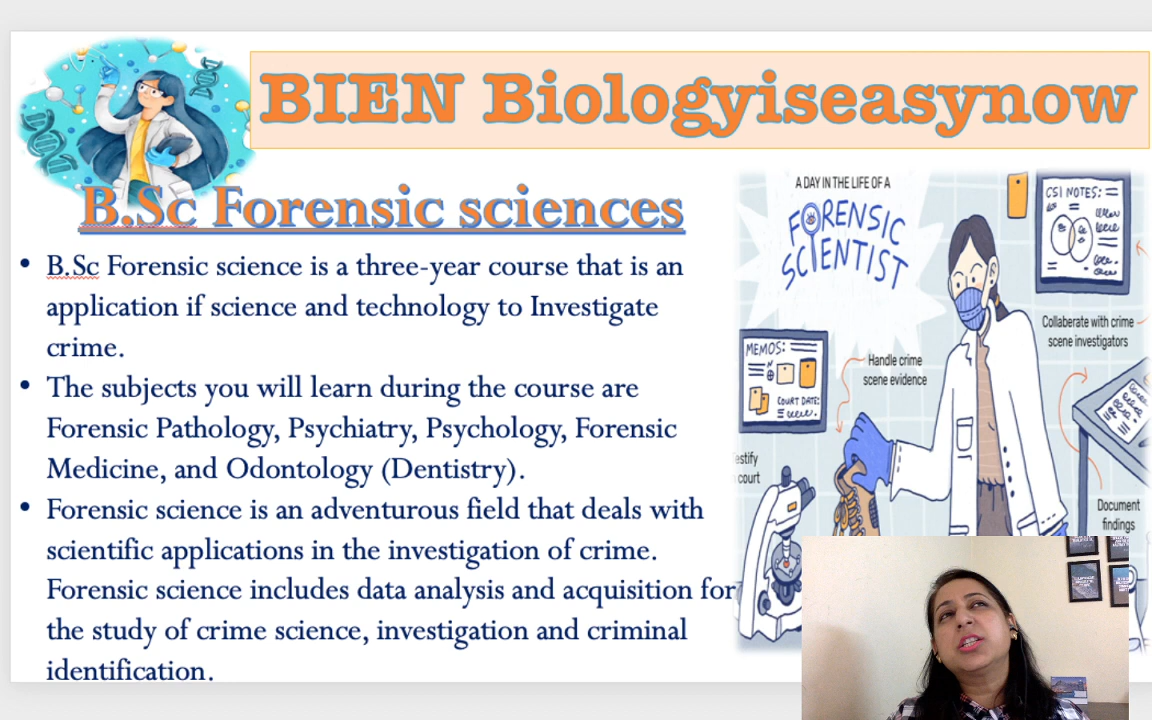 BIEN Biologyiseasynow
B.Sc Forensic sciences
• B.Sc Forensic science is a three-year course that is an
application if science and technology to Investigate
crime.
• The subjects you will learn during the course are
Forensic Pathology, Psychiatry, Psychology, Forensic
Medicine, and Odontology (Dentistry).
• Forensic science is an adventurous field that deals with
scientific applications in the investigation of crime.
Forensic science includes data analysis and acquisition for
the study of crime science, investigation and criminal
identification.
A DAY IN THE LIFE OF A
FORENSIC
SCIENTIST
CSI NOTES:
Collaborate with crime
scene investigators
MEMOS:
COURT DATE:
Handle crime
scene evidence
estify
court
Document
findings